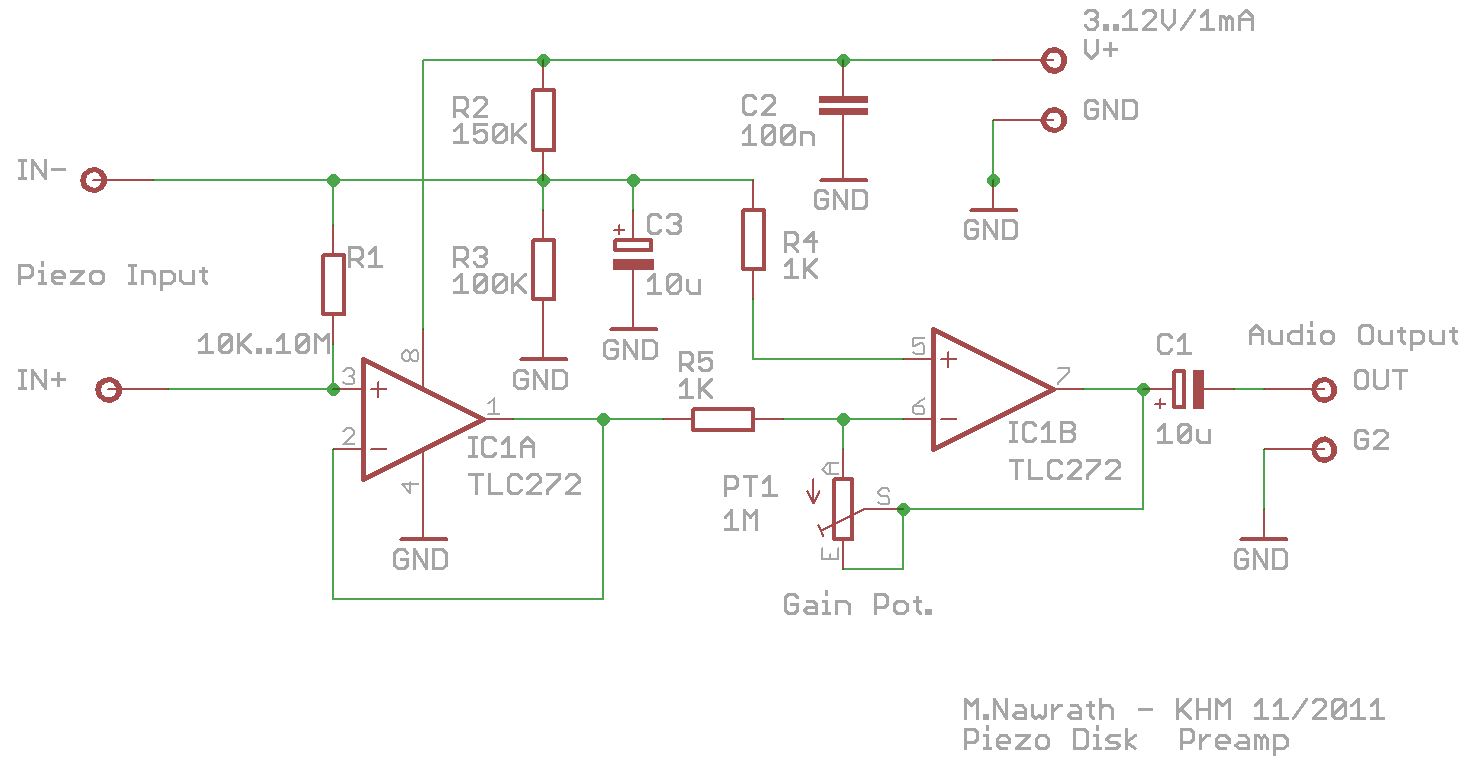 3..12V/1mA
V+
GND
R2
150K
C2
100n
IN-
GND
GND
R1
R3
100K
+
C3
10u
R4
1K
Piezo Input
10K..10M
GND
GND
IN+
3
+
2
-
8
4
1
IC1A
TLC272
GND
R5
1K
5
+
6
-
7
IC1B
TLC272
C1
+
10u
Audio Output
OUT
G2
GND
PT1
1M
A
S
E
Gain Pot.
M.Nawrath - KHM 11/2011
Piezo Disk Preamp